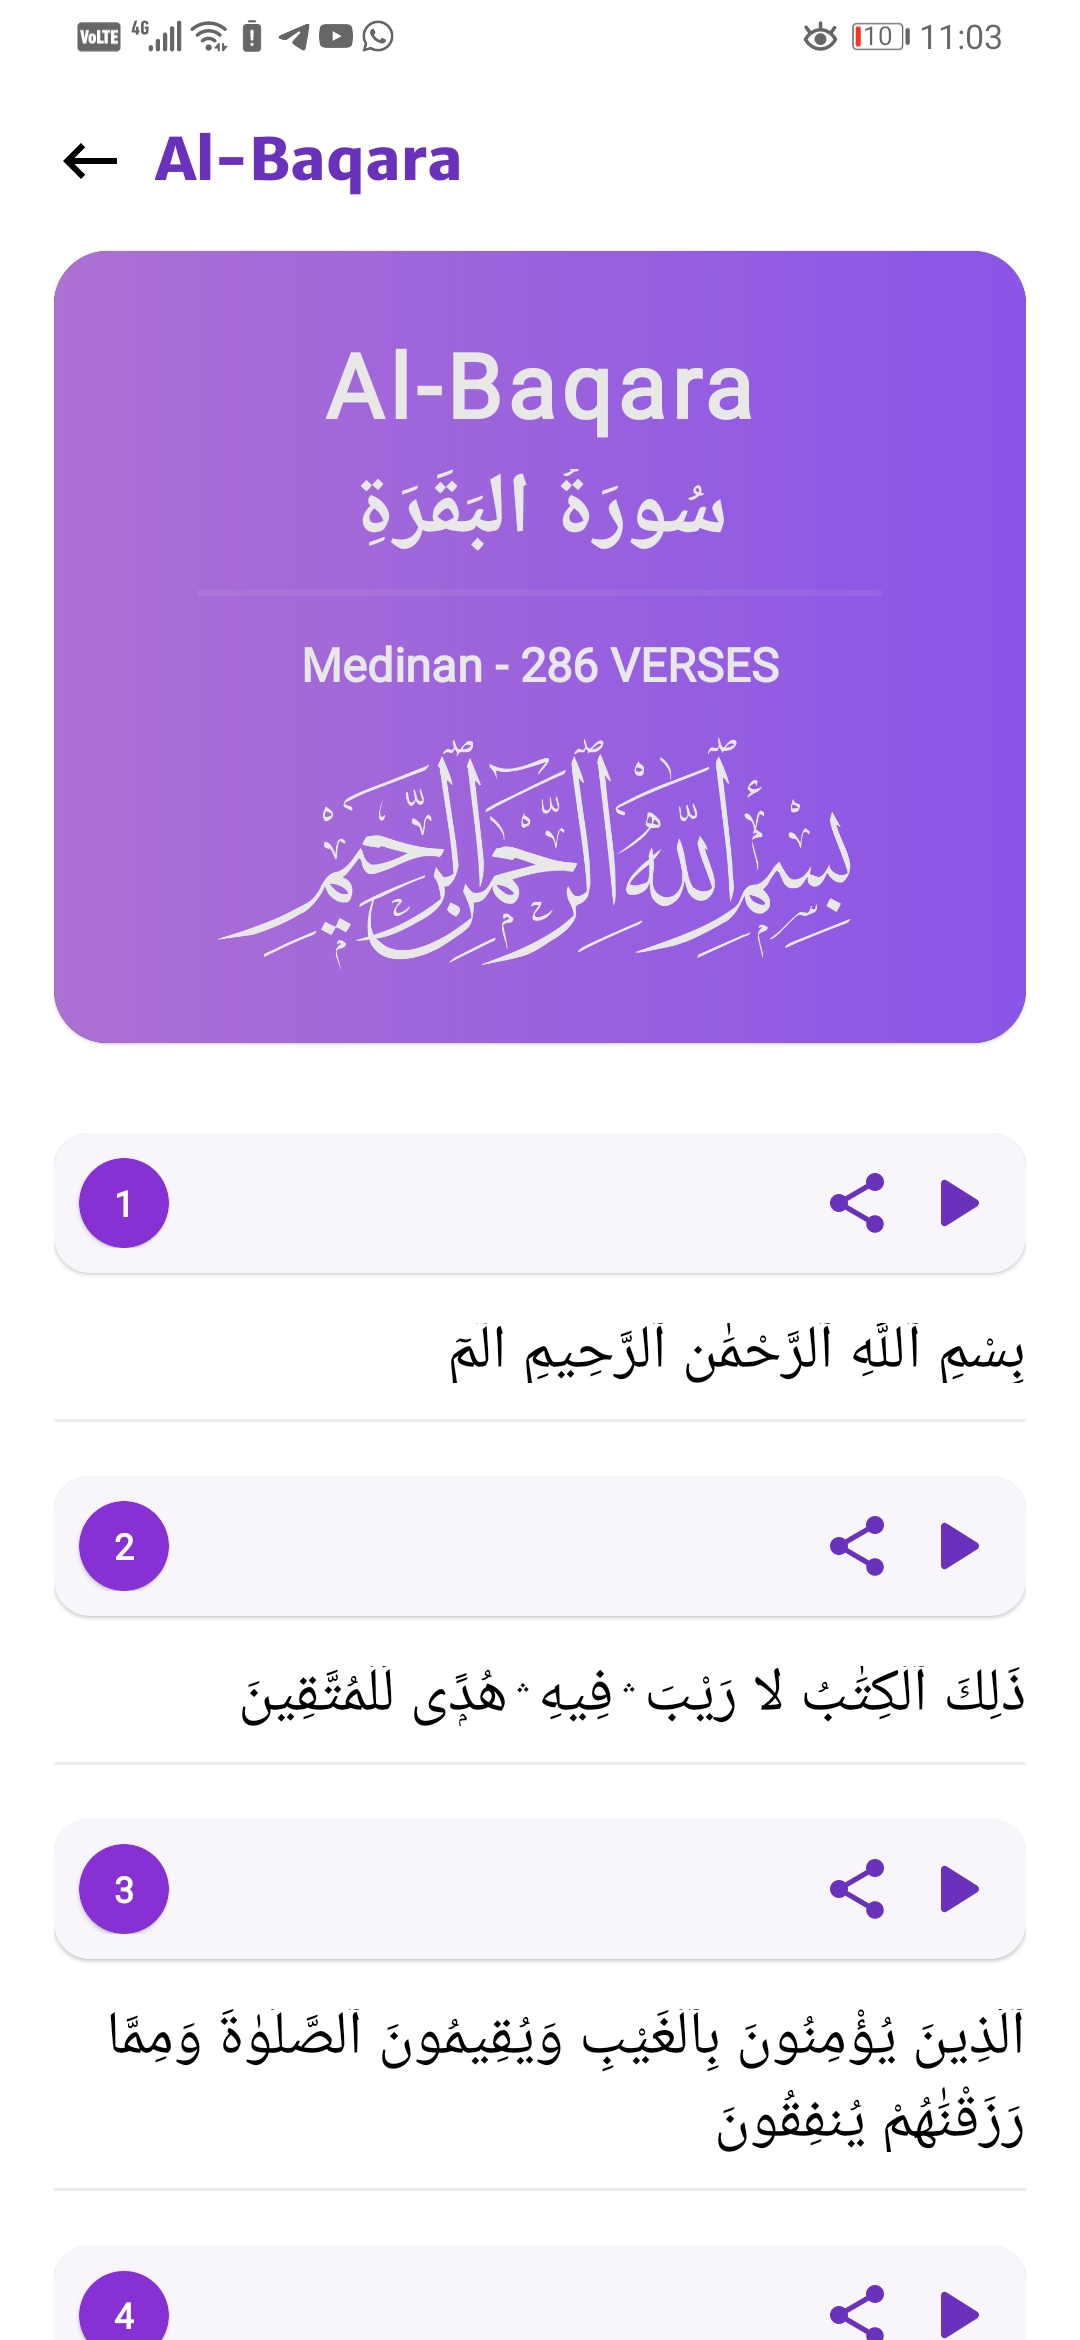 VoLTE 4G 10 11:03
Al-Baqara
Al-Baqara
سُورَةُ البَقَرَةِ
Medinan - 286 VERSES
بِسْمِ ٱللَّهِ ٱلرَّحْمَٰنِ ٱلرَّحِيمِ
1
بِسْمِ ٱللَّهِ ٱلرَّحْمَٰنِ ٱلرَّحِيمِ الٓمٓ
2
ذَٰلِكَ ٱلْكِتَٰبُ لَا رَيْبَ ۛ فِيهِ ۛ هُدًۭى لِّلْمُتَّقِينَ
3
ٱلَّذِينَ يُؤْمِنُونَ بِٱلْغَيْبِ وَيُقِيمُونَ ٱلصَّلَوٰةَ وَمِمَّا
رَزَقْنَٰهُمْ يُنفِقُونَ
4